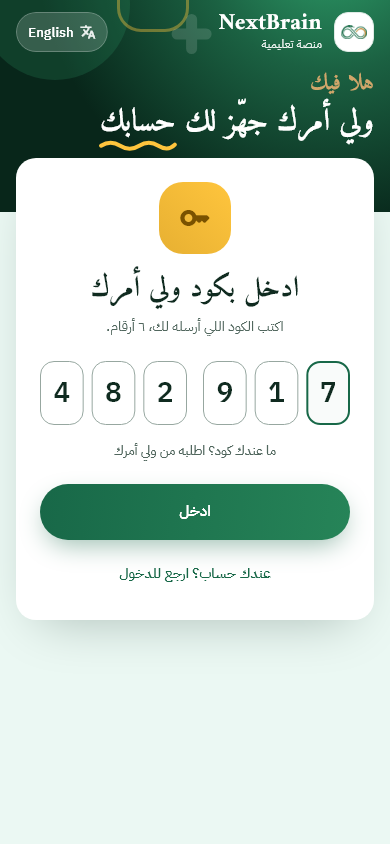 NextBrain
منصة تعليمية
English
هلا فيك
ولي أمرك جهّز لك حسابك
ادخل بكود ولي أمرك
اكتب الكود اللي أرسله لك، ٦ أرقام.
4 8 2 9 1 7
ما عندك كود؟ اطلبه من ولي أمرك
ادخل
عندك حساب؟ ارجع للدخول